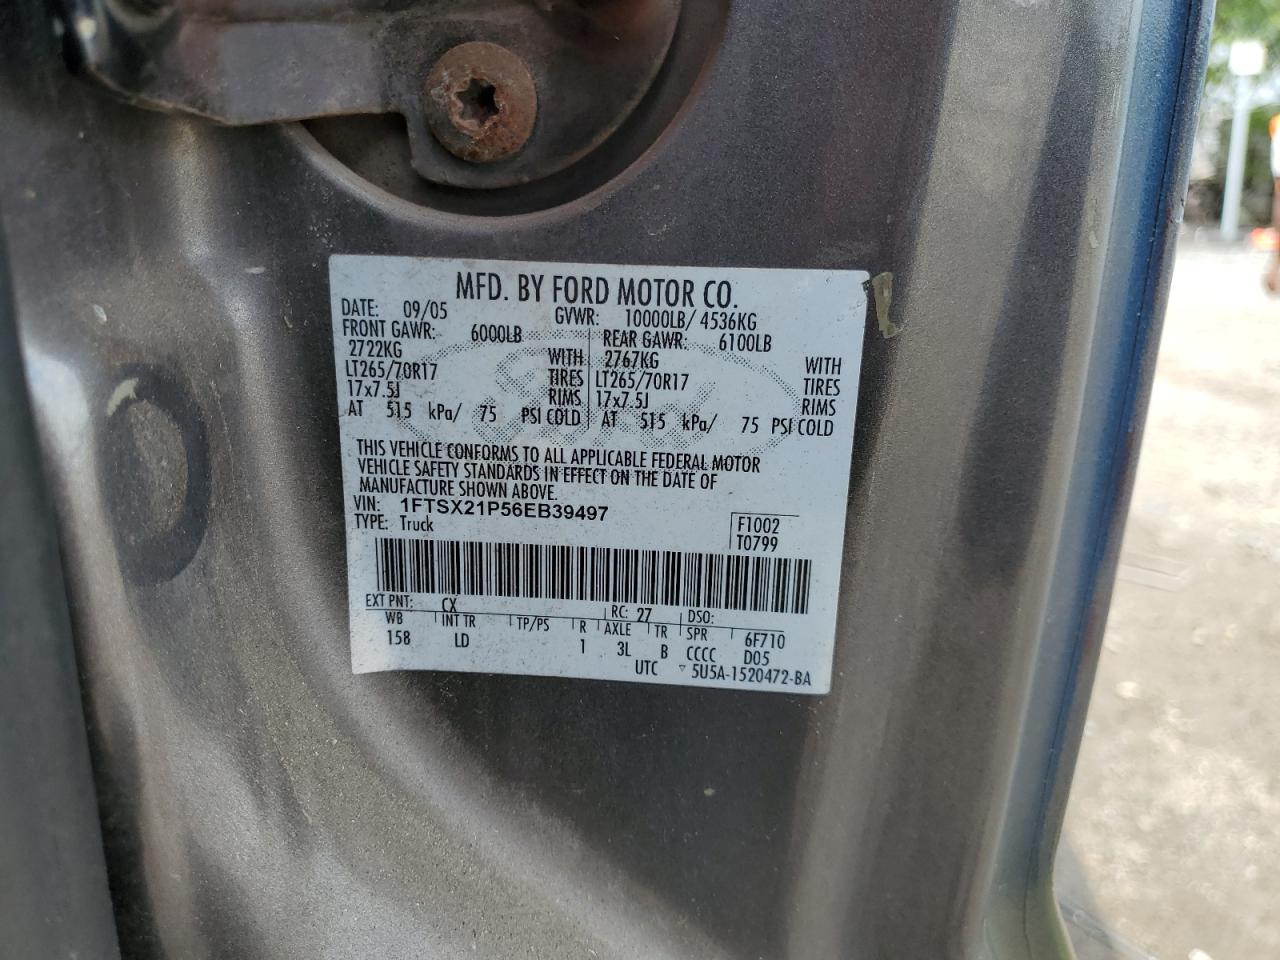 MFD. BY FORD MOTOR CO.
DATE: 09/05 GVWR: 10000LB/ 4536KG
FRONT GAWR: 6000LB REAR GAWR: 6100LB
2722KG WITH 2767KG WITH
LT265/70R17 TIRES LT265/70R17 TIRES
17x7.5J RIMS 17x7.5J RIMS
AT 515 kPa/ 75 PSI COLD AT 515 kPa/ 75 PSI COLD
THIS VEHICLE CONFORMS TO ALL APPLICABLE FEDERAL MOTOR
VEHICLE SAFETY STANDARDS IN EFFECT ON THE DATE OF
MANUFACTURE SHOWN ABOVE.
VIN: 1FTSX21P56EB39497
TYPE: Truck
F1002
T0799
EXT PNT: CX RC: 27 DSO:
WB INT TR TP/PS R AXLE TR SPR 6F710
158 LD 1 3L B CCCC D05
UTC ▽ 5U5A-1520472-BA